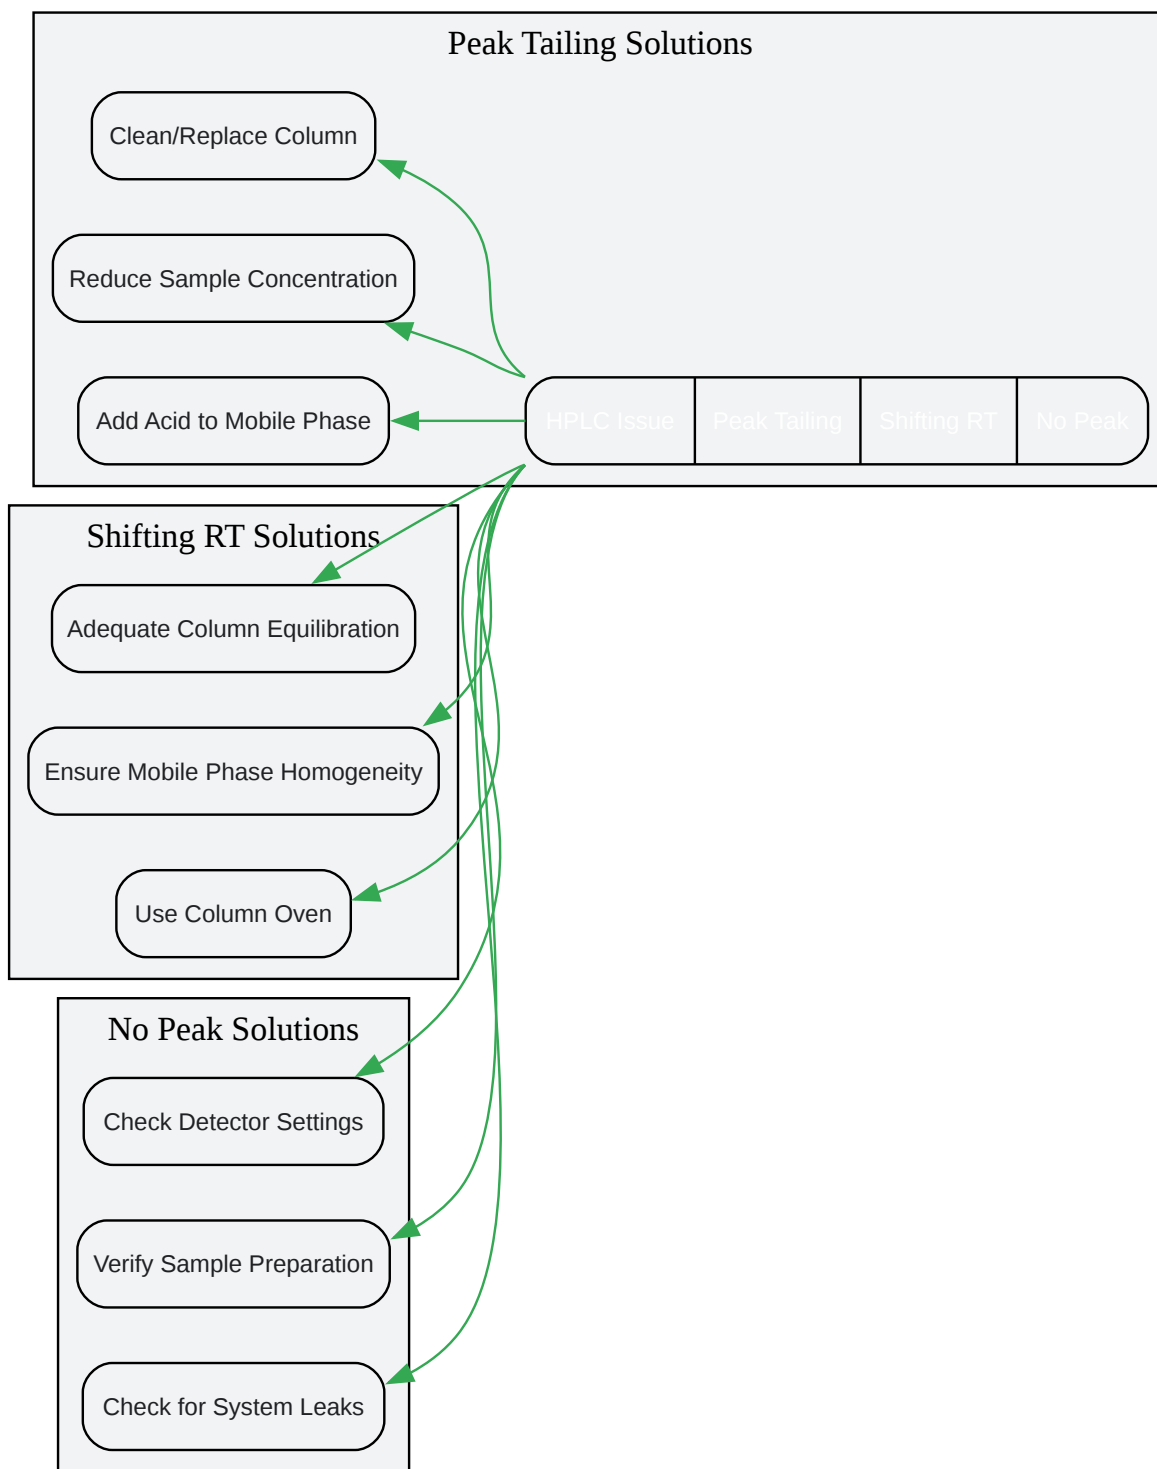 Peak Tailing Solutions
Clean/Replace Column
Reduce Sample Concentration
Add Acid to Mobile Phase
HPLC Issue
Peak Tailing
Shifting RT
No Peak
Shifting RT Solutions
Adequate Column Equilibration
Ensure Mobile Phase Homogeneity
Use Column Oven
No Peak Solutions
Check Detector Settings
Verify Sample Preparation
Check for System Leaks